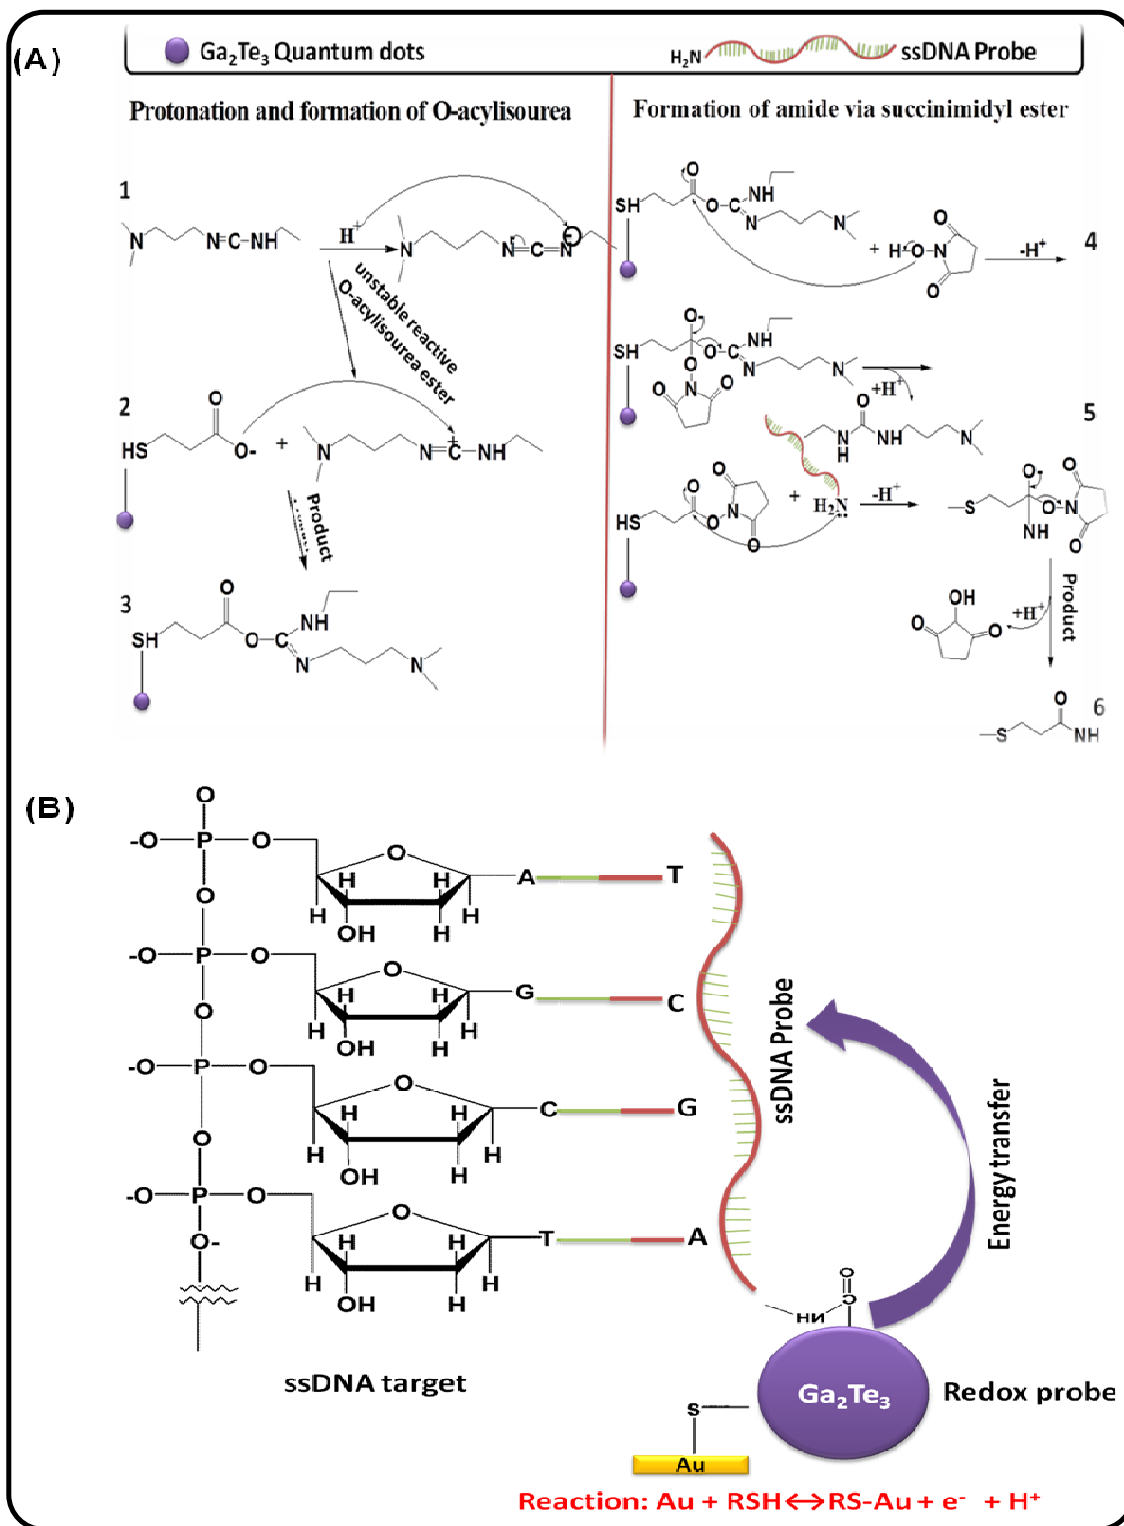 (A)
Ga₂Te₃ Quantum dots
H₂N ssDNA Probe
Protonation and formation of O-acylisourea
Formation of amide via succinimidyl ester
1
N N=C-NH
H⁺
N N=C=N
unstable reactive
O-acylisourea ester
2
O
HS O-
+
N N=C-NH
+
Product
3
O
SH O-C NH
N N
O
SH O-C NH
N N
+
H-O-N
O
O
-H⁺
4
O-
SH O-C NH
N N
O
O N O
+H⁺
O
N H NH N
5
O
HS O-N
O
O
+
H₂N
-H⁺
O-
S O-N
O
O
NH
Product
OH
O O
+H⁺
O
S NH
6
(B)
O
-O P O O
H H
H H
OH H
A T
O
-O P O O
H H
H H
OH H
G C
O
-O P O O
H H
H H
OH H
C G
O
-O P O O
H H
H H
OH H
T A
O-
ssDNA Probe
Energy transfer
O
C
HN
ssDNA target
Ga₂Te₃
Redox probe
S
Au
Reaction: Au + RSH↔RS-Au + e⁻ + H⁺